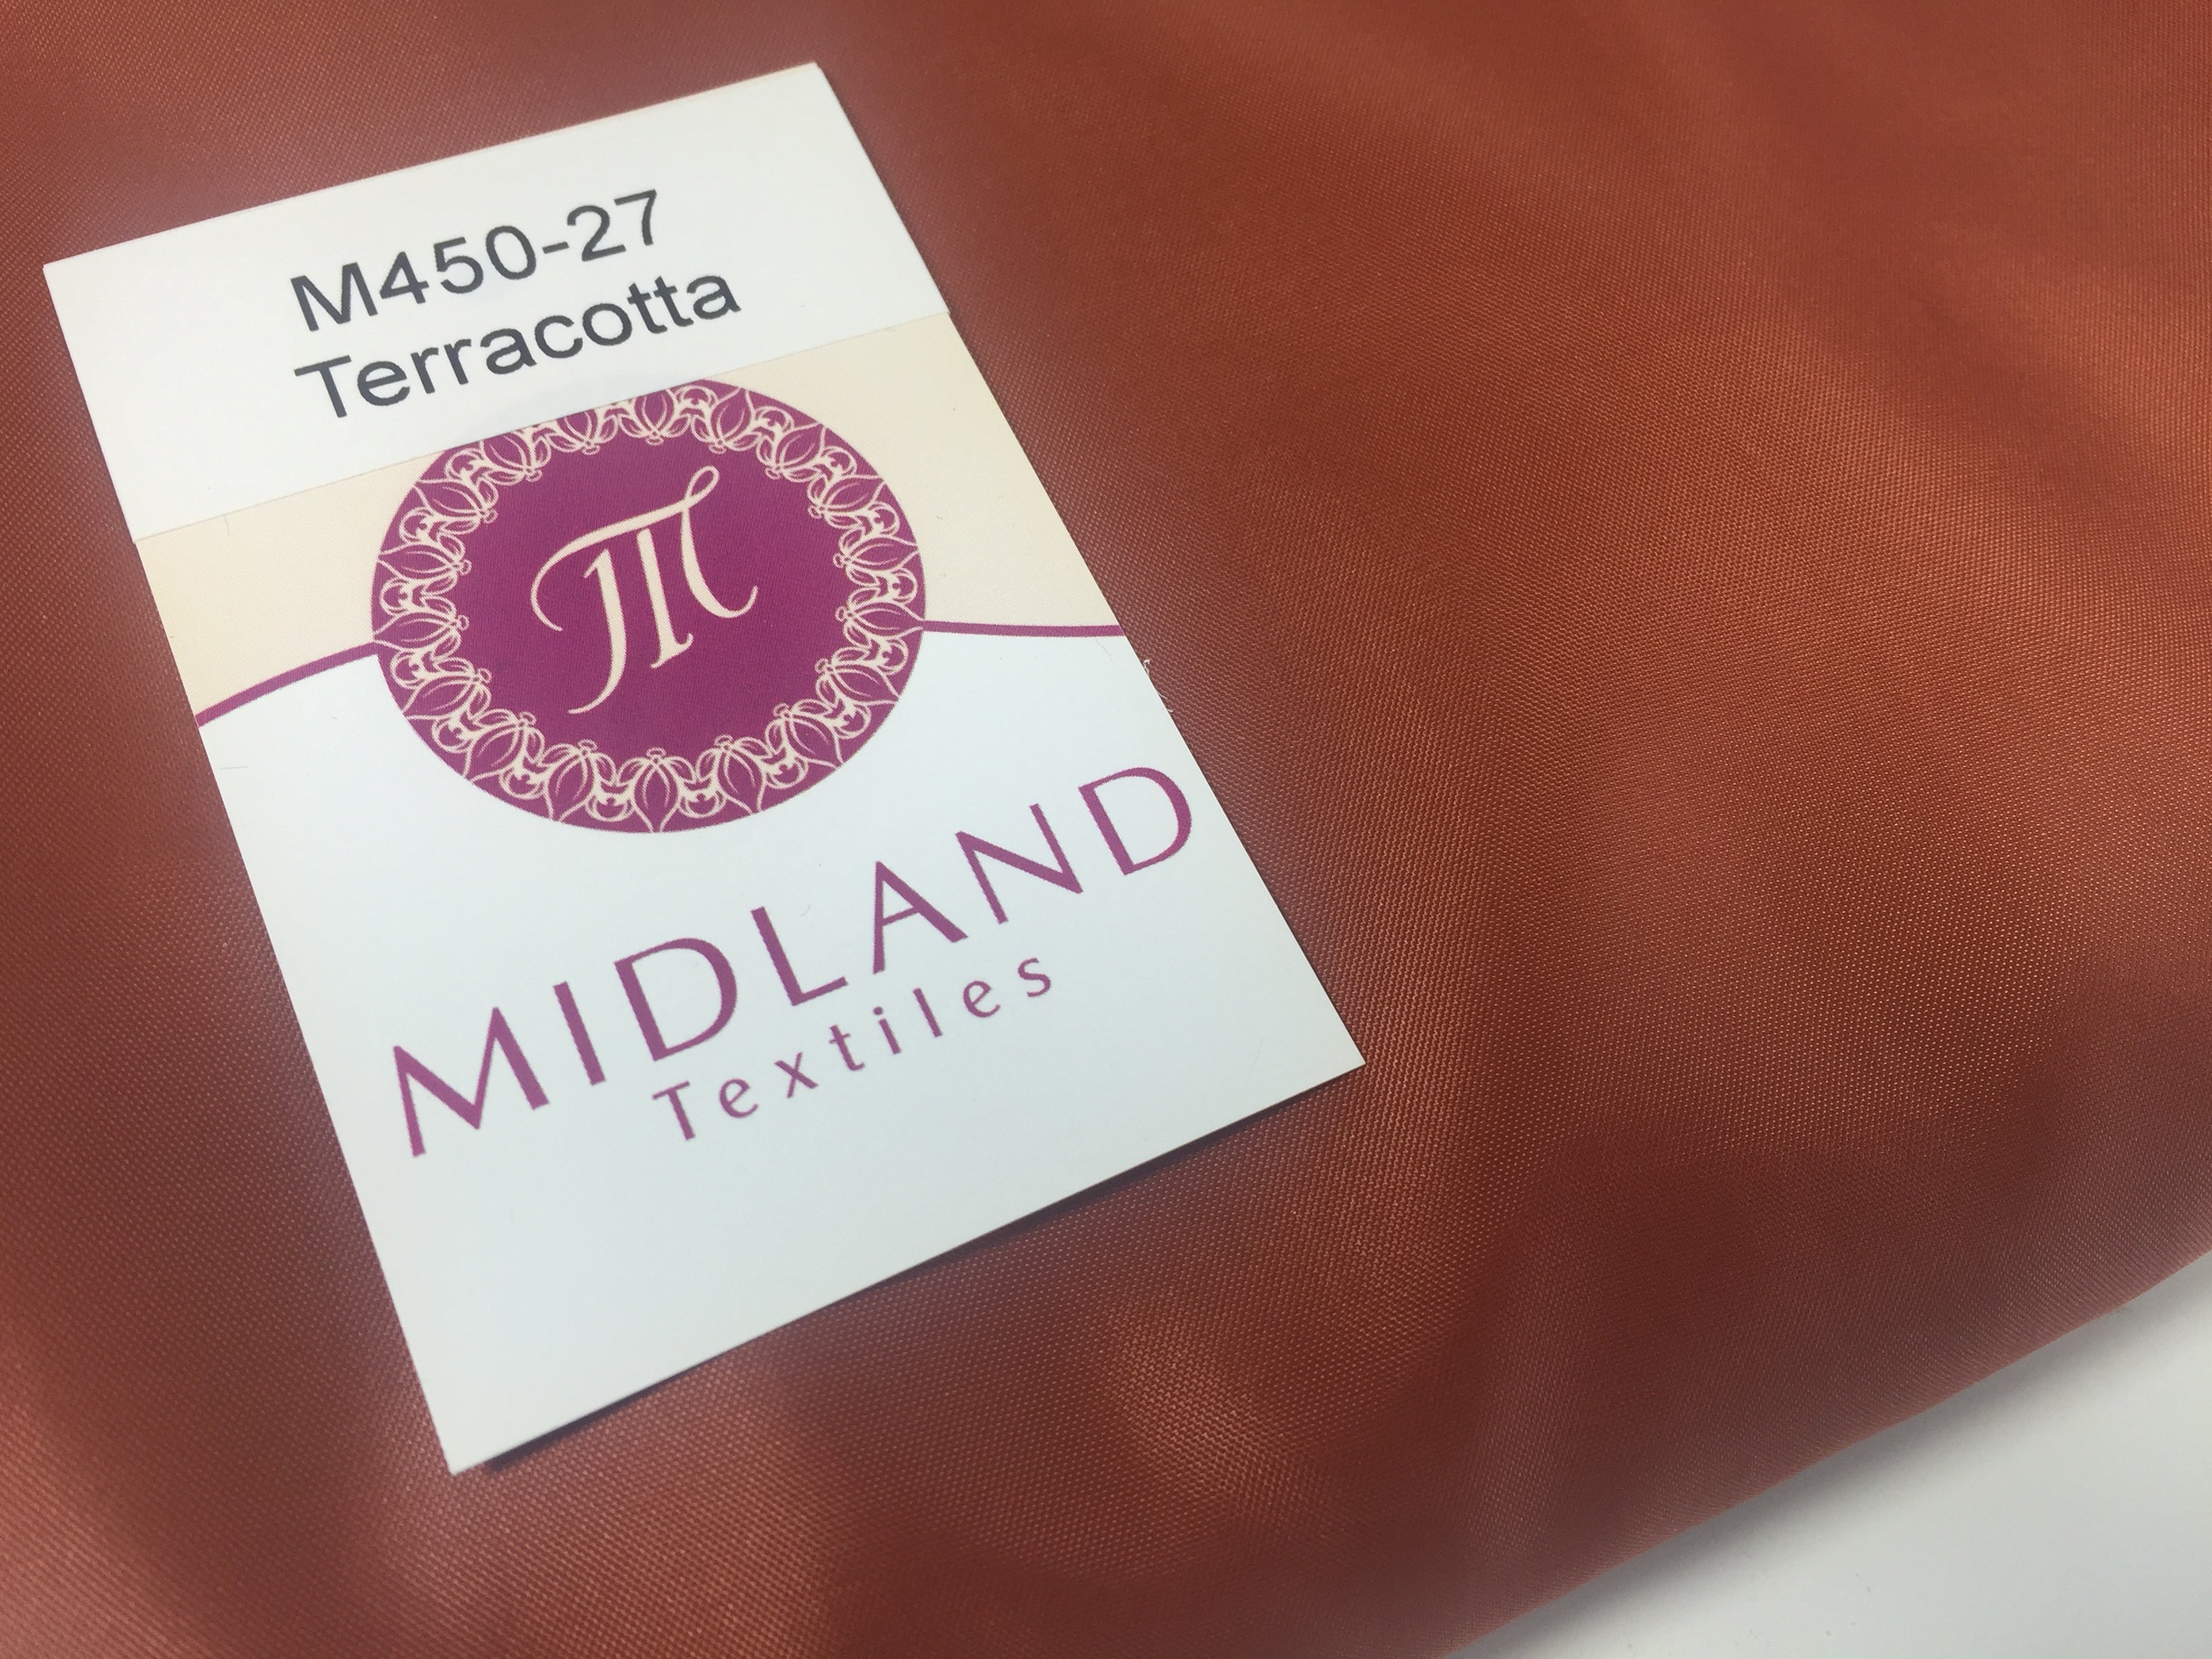 M450-27
Terracotta
M
MIDLAND
Textiles